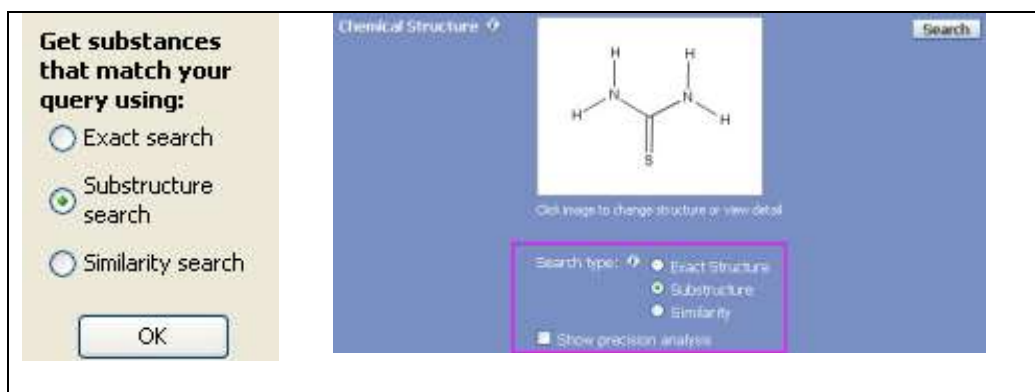 Get substances
that match your
query using:
Exact search
Substructure
search
Similarity search
OK
Chemical Structure
Search
H H
N N
H H
S
Click image to change structure or view detail
Search type:
Exact Structure
Substructure
Similarity
Show precision analysis